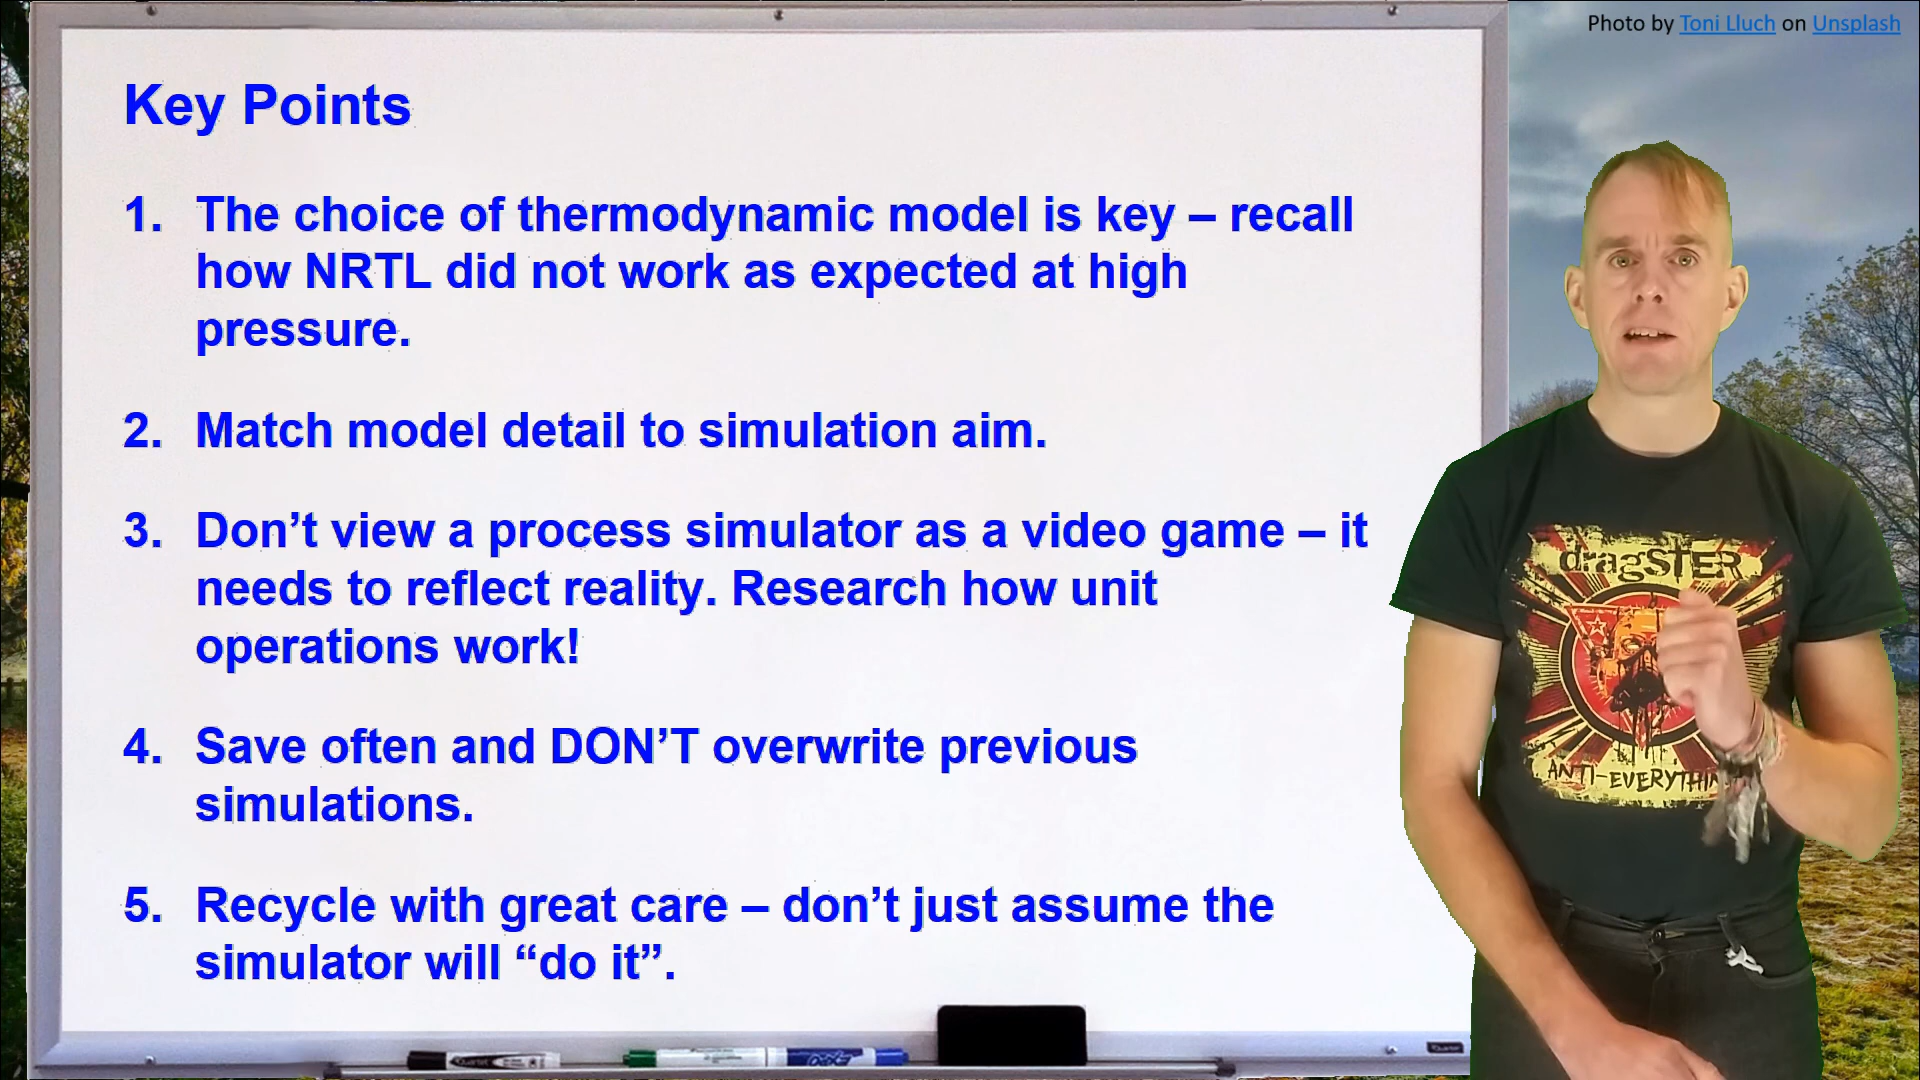 Photo by Toni Lluch on Unsplash
Key Points
1. The choice of thermodynamic model is key – recall
how NRTL did not work as expected at high
pressure.
2. Match model detail to simulation aim.
3. Don’t view a process simulator as a video game – it
needs to reflect reality. Research how unit
operations work!
4. Save often and DON’T overwrite previous
simulations.
5. Recycle with great care – don’t just assume the
simulator will “do it”.
dragSTER
ANTI-EVERYTHIN